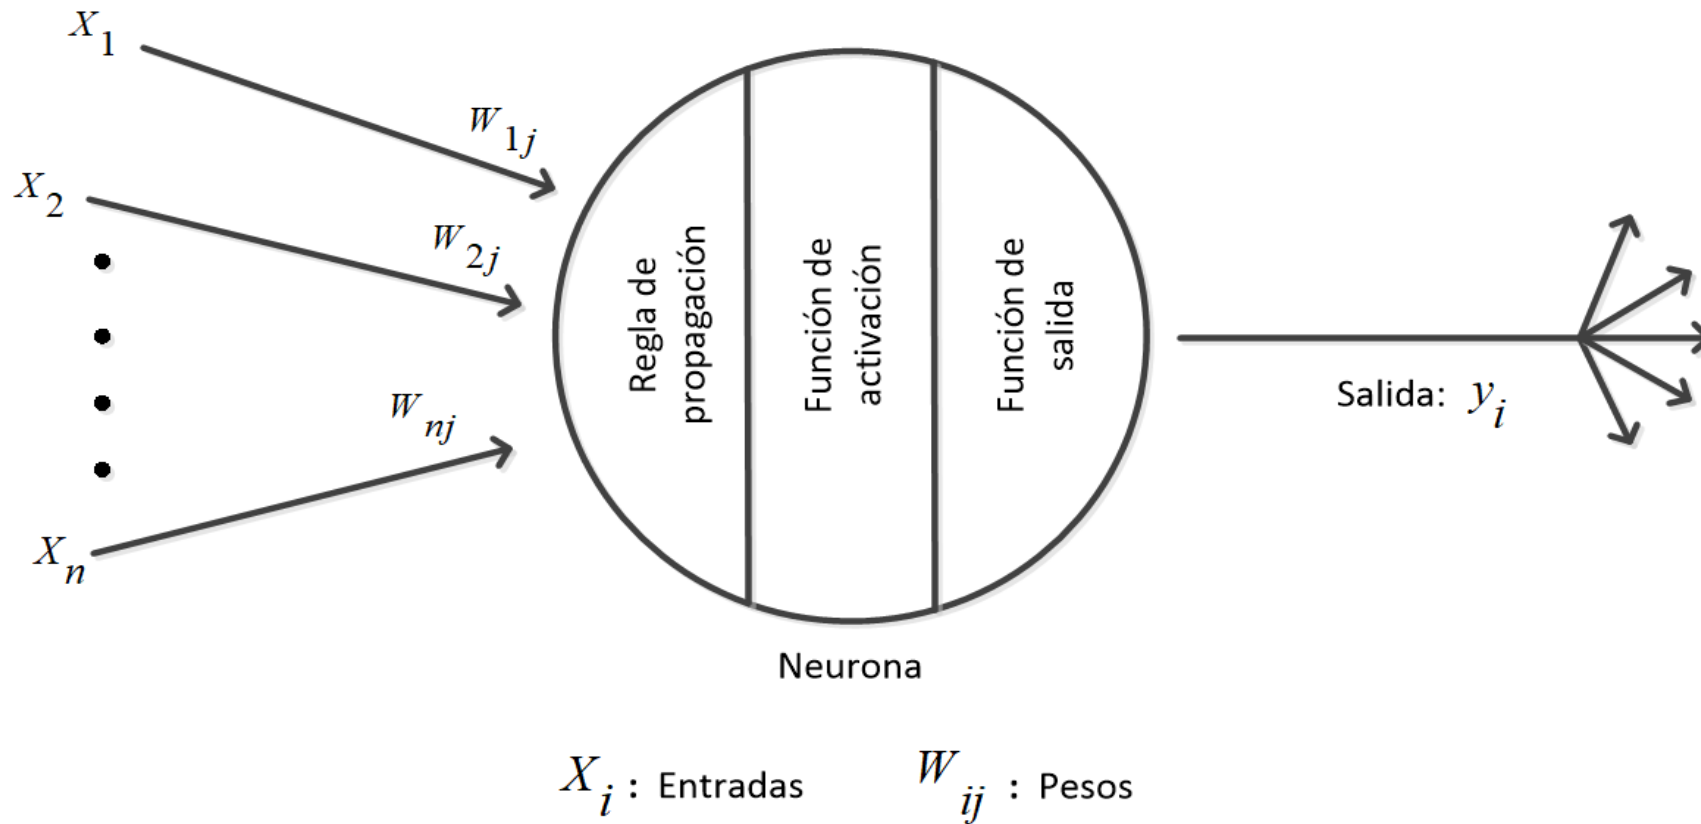 X1
W1j
X2
W2j
Wnj
Xn
Regla de
propagación
Función de
activación
Función de
salida
Salida: yi
Neurona
Xi : Entradas
Wij : Pesos